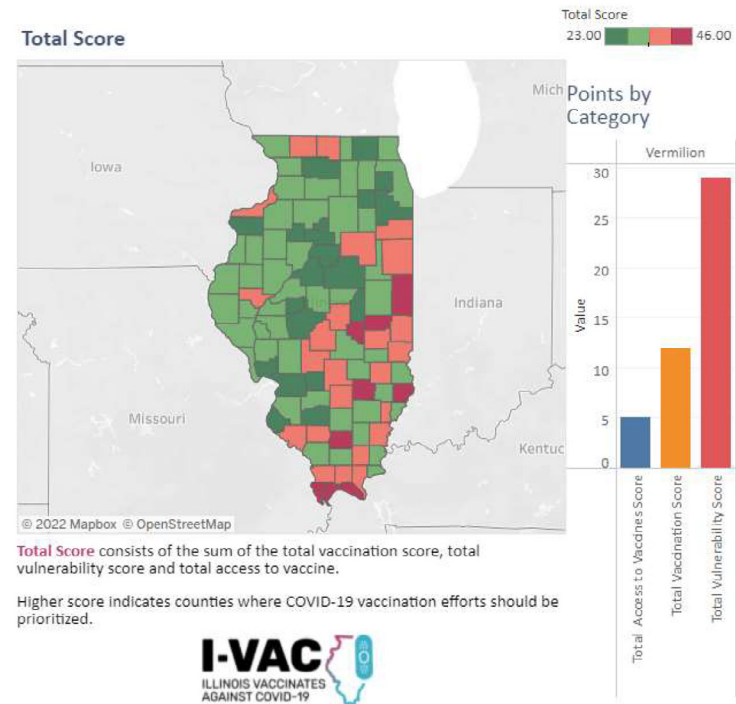 Total Score
Total Score
23.00 46.00
Mich
Iowa
Illinois
Indiana
Missouri
Kentuc
© 2022 Mapbox © OpenStreetMap
Points by
Category
Vermilion
30
25
20
15
10
5
0
Value
Total Access to Vaccines Score
Total Vaccination Score
Total Vulnerability Score
Total Score consists of the sum of the total vaccination score, total
vulnerability score and total access to vaccine.
Higher score indicates counties where COVID-19 vaccination efforts should be
prioritized.
I-VAC
ILLINOIS VACCINATES
AGAINST COVID-19